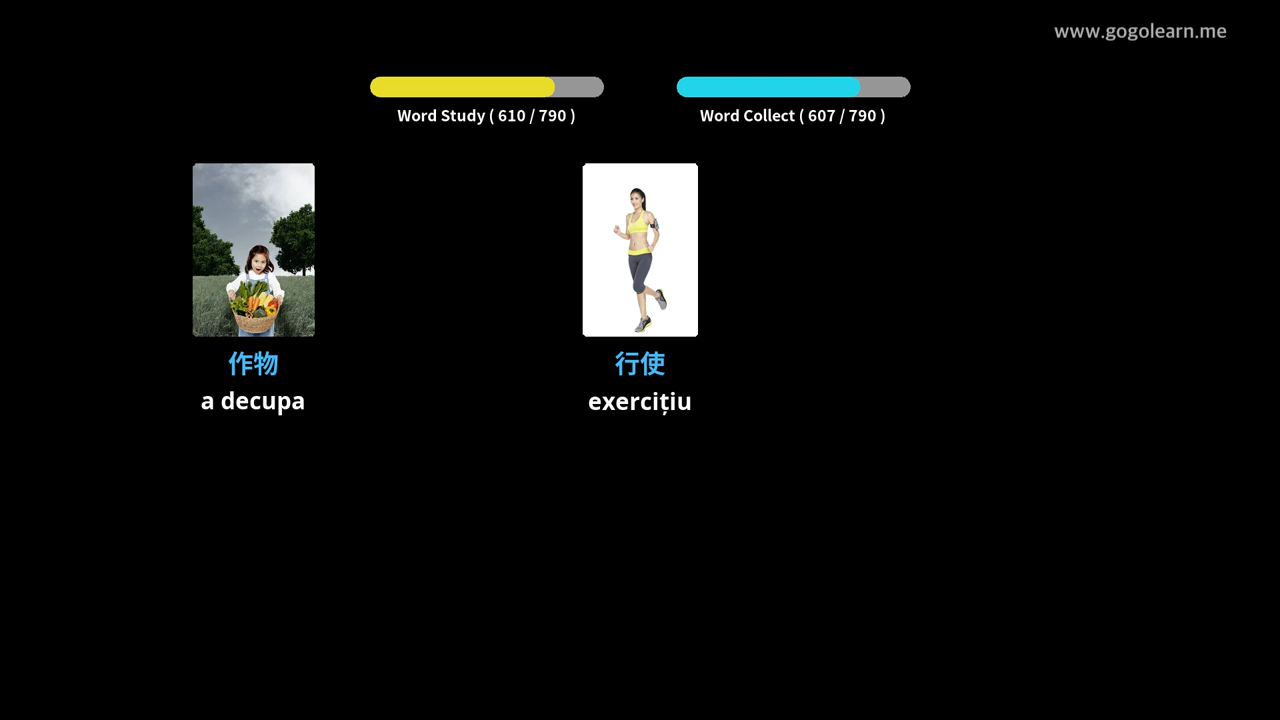 www.gogolearn.me
Word Study ( 610 / 790 )
Word Collect ( 607 / 790 )
作物
a decupa
行使
exercițiu